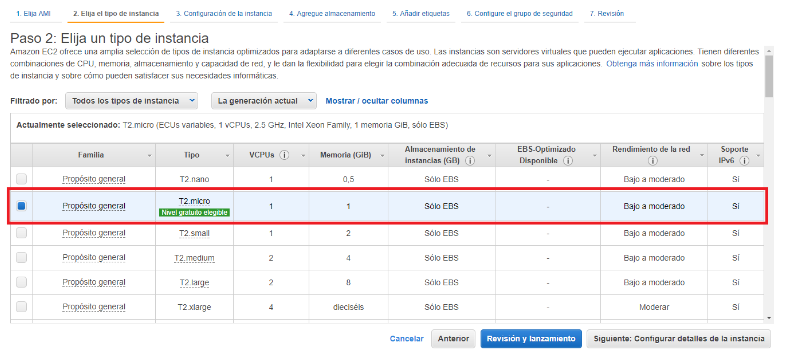 1. Elija AMI 2. Elija el tipo de instancia 3. Configuración de la instancia 4. Agregue almacenamiento 5. Añadir etiquetas 6. Configure el grupo de seguridad 7. Revisión
Paso 2: Elija un tipo de instancia
Amazon EC2 ofrece una amplia selección de tipos de instancia optimizados para adaptarse a diferentes casos de uso. Las instancias son servidores virtuales que pueden ejecutar aplicaciones. Tienen diferentes
combinaciones de CPU, memoria, almacenamiento y capacidad de red, y le dan la flexibilidad para elegir la combinación adecuada de recursos para sus aplicaciones. Obtenga más información sobre los tipos
de instancia y sobre cómo pueden satisfacer sus necesidades informáticas.
Filtrado por: Todos los tipos de instancia La generación actual Mostrar / ocultar columnas
Actualmente seleccionado: T2.micro (ECUs variables, 1 vCPUs, 2.5 GHz, Intel Xeon Family, 1 memoria GiB, sólo EBS)
Familia Tipo VCPUs i Memoria (GiB) Almacenamiento de instancias (GB) i EBS-Optimizado Disponible i Rendimiento de la red i Soporte IPv6 i
Propósito general T2.nano 1 0,5 Sólo EBS - Bajo a moderado Sí
Propósito general T2.micro Nivel gratuito elegible 1 1 Sólo EBS - Bajo a moderado Sí
Propósito general T2.small 1 2 Sólo EBS - Bajo a moderado Sí
Propósito general T2.medium 2 4 Sólo EBS - Bajo a moderado Sí
Propósito general T2.large 2 8 Sólo EBS - Bajo a moderado Sí
Propósito general T2.xlarge 4 dieciséis Sólo EBS - Moderar Sí
Cancelar Anterior Revisión y lanzamiento Siguiente: Configurar detalles de la instancia